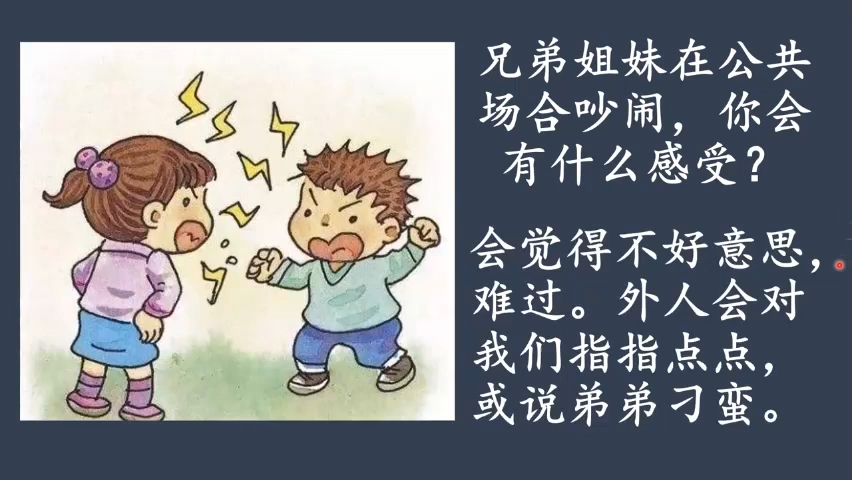 兄弟姐妹在公共
场合吵闹，你会
有什么感受？
会觉得不好意思，
难过。外人会对
我们指指点点，
或说弟弟刁蛮。